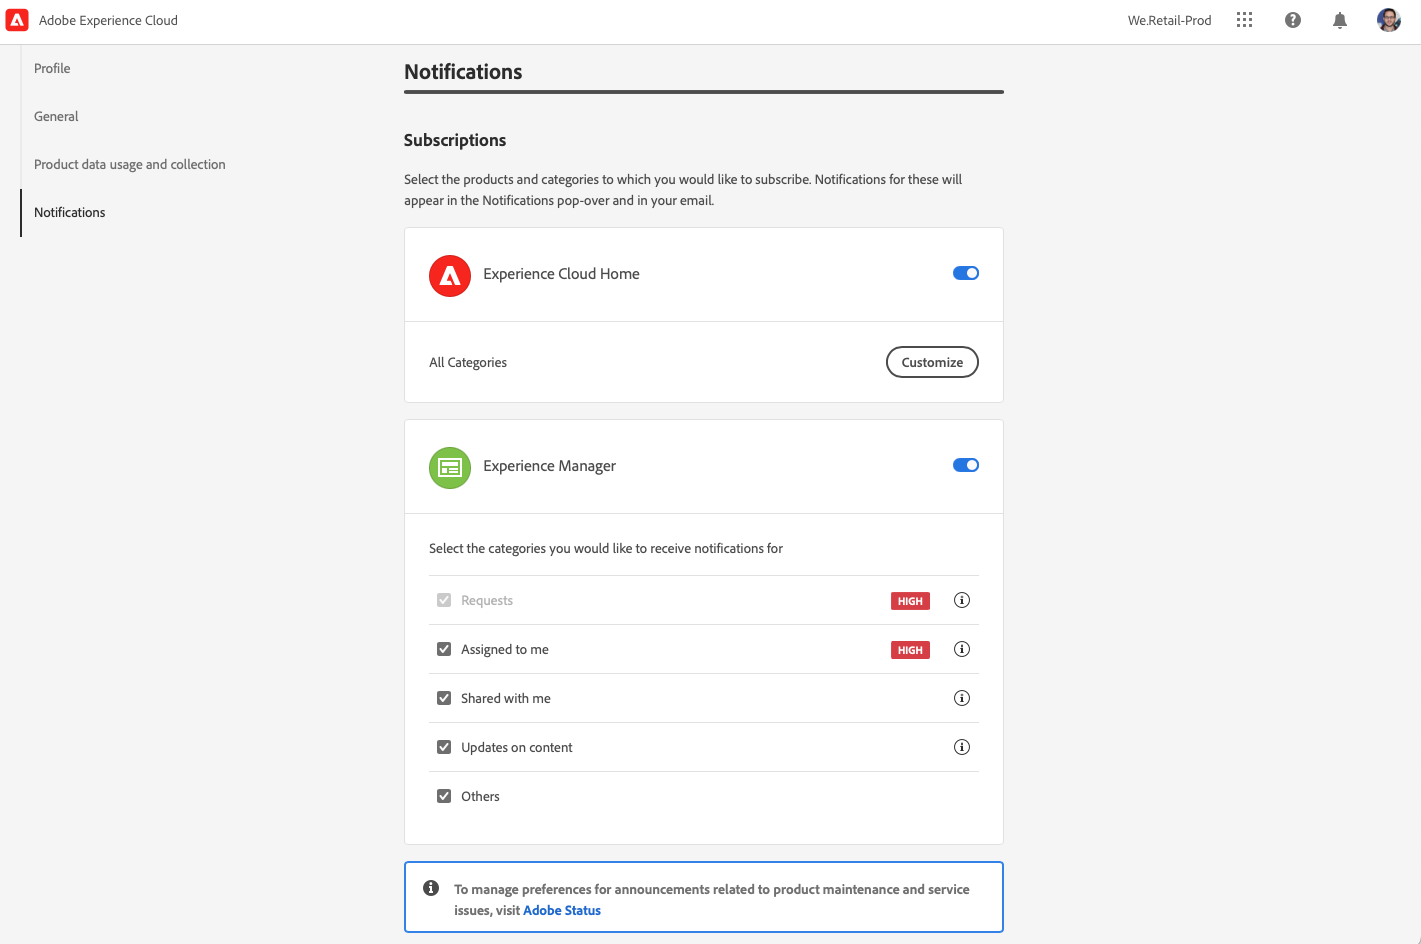 Adobe Experience Cloud
We.Retail-Prod
Profile
General
Product data usage and collection
Notifications
Notifications
Subscriptions
Select the products and categories to which you would like to subscribe. Notifications for these will
appear in the Notifications pop-over and in your email.
Experience Cloud Home
All Categories
Customize
Experience Manager
Select the categories you would like to receive notifications for
Requests
HIGH
Assigned to me
HIGH
Shared with me
Updates on content
Others
To manage preferences for announcements related to product maintenance and service
issues, visit Adobe Status